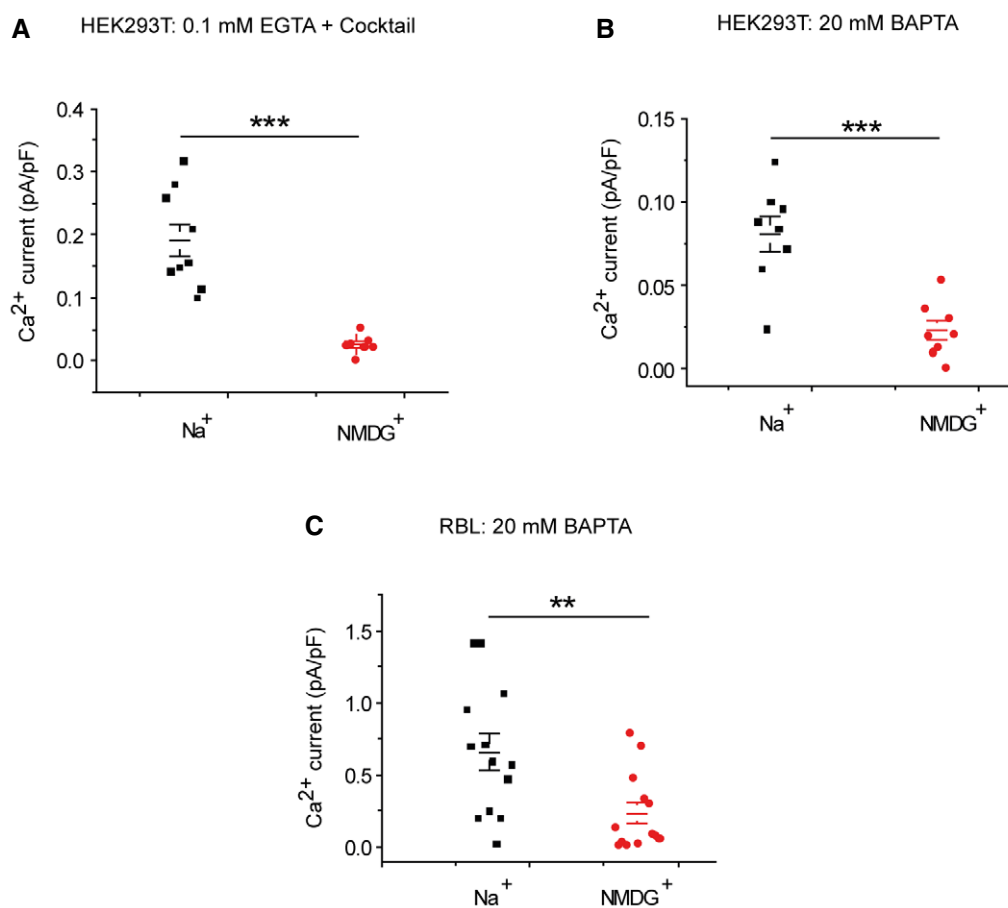 A
HEK293T: 0.1 mM EGTA + Cocktail
Ca2+ current (pA/pF)
0.4
0.3
0.2
0.1
0.0
***
Na+
NMDG+
B
HEK293T: 20 mM BAPTA
Ca2+ current (pA/pF)
0.15
0.10
0.05
0.00
***
Na+
NMDG+
C
RBL: 20 mM BAPTA
Ca2+ current (pA/pF)
1.5
1.0
0.5
0.0
**
Na+
NMDG+